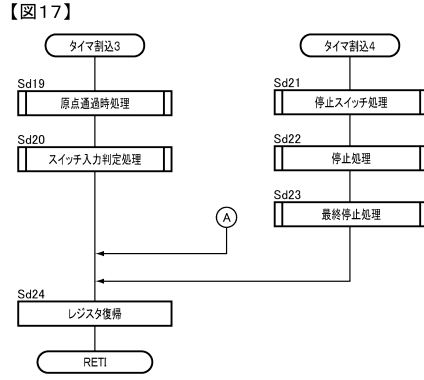 【図17】
タイマ割込3
Sd19
原点通過時処理
Sd20
スイッチ入力判定処理
タイマ割込4
Sd21
停止スイッチ処理
Sd22
停止処理
Sd23
最終停止処理
A
Sd24
レジスタ復帰
RETI